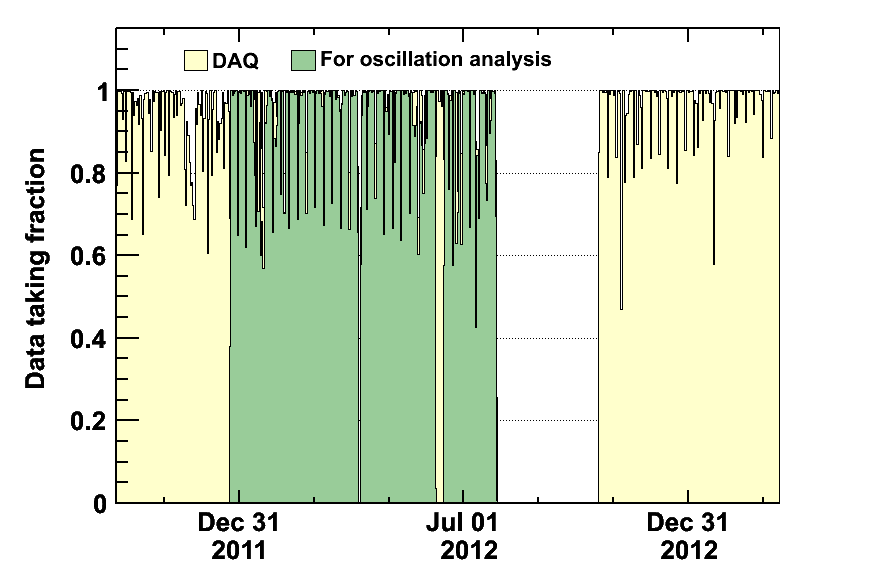 DAQ For oscillation analysis
Data taking fraction
1
0.8
0.6
0.4
0.2
0
Dec 31 2011
Jul 01 2012
Dec 31 2012